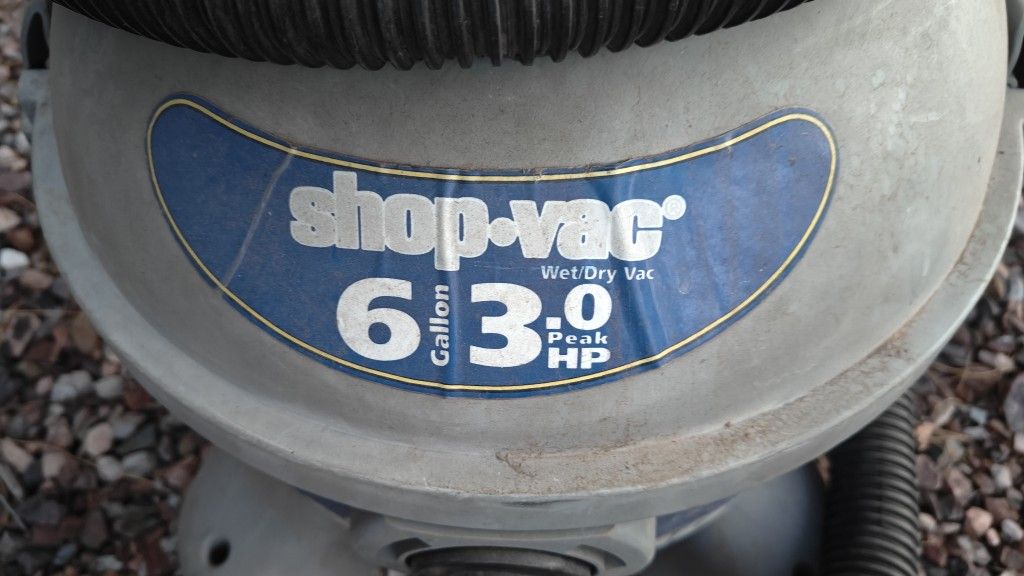 shop•vac®
Wet/Dry Vac
6 Gallon 3.0
Peak
HP